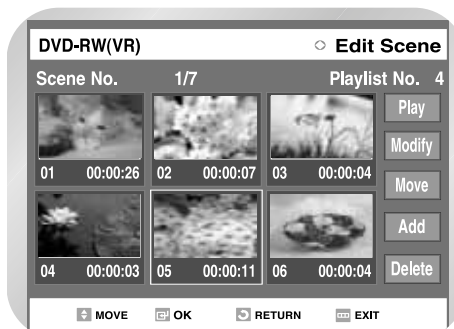 DVD-RW(VR) Edit Scene
Scene No. 1/7 Playlist No. 4
Play
01 00:00:26 02 00:00:07 03 00:00:04
Modify
Move
Add
04 00:00:03 05 00:00:11 06 00:00:04
Delete
MOVE OK RETURN EXIT